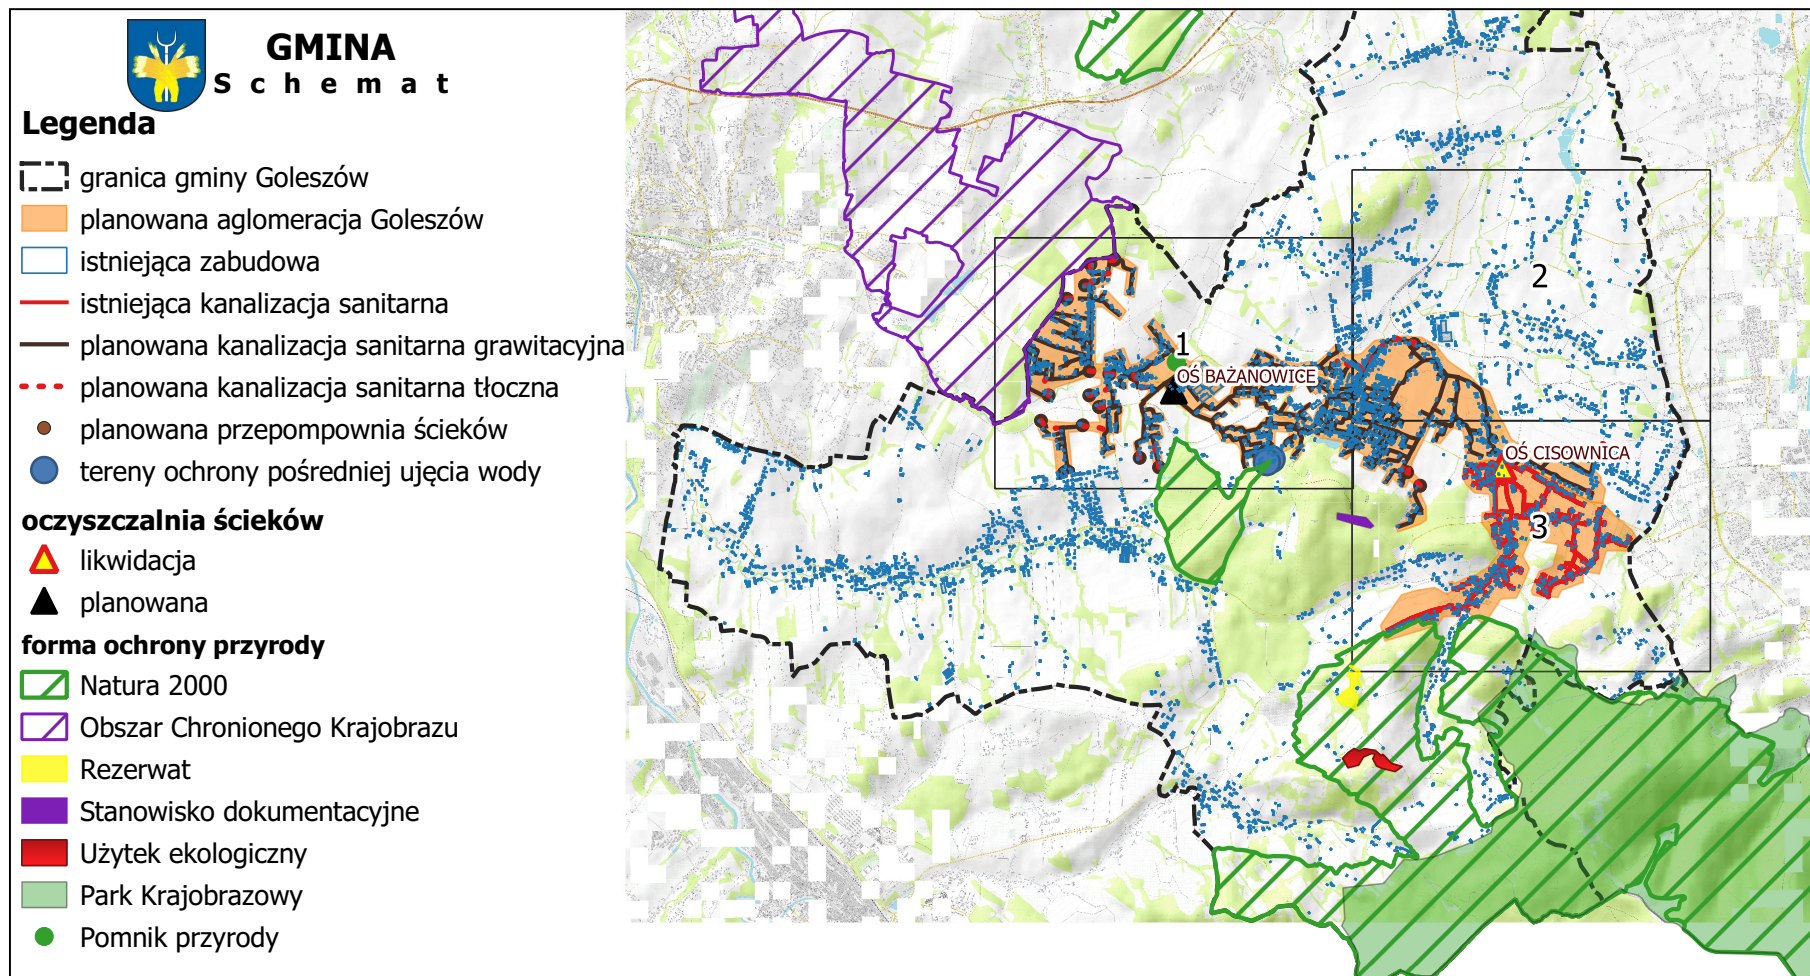 GMINA
Schemat
Legenda
granica gminy Goleszów
planowana aglomeracja Goleszów
istniejąca zabudowa
istniejąca kanalizacja sanitarna
planowana kanalizacja sanitarna grawitacyjna
planowana kanalizacja sanitarna tłoczna
planowana przepompownia ścieków
tereny ochrony pośredniej ujęcia wody
oczyszczalnia ścieków
likwidacja
planowana
forma ochrony przyrody
Natura 2000
Obszar Chronionego Krajobrazu
Rezerwat
Stanowisko dokumentacyjne
Użytek ekologiczny
Park Krajobrazowy
Pomnik przyrody
2
1
OŚ BAŻANOWICE
OŚ CISOWNICA
3